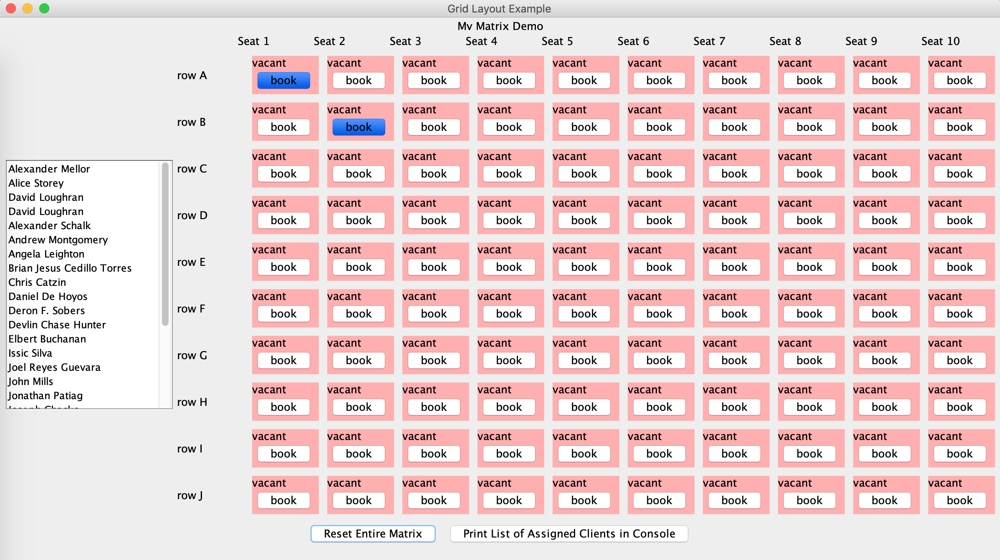 Grid Layout Example
Mv Matrix Demo
Seat 1 Seat 2 Seat 3 Seat 4 Seat 5 Seat 6 Seat 7 Seat 8 Seat 9 Seat 10
vacant vacant vacant vacant vacant vacant vacant vacant vacant vacant
row A book book book book book book book book book book
vacant vacant vacant vacant vacant vacant vacant vacant vacant vacant
row B book book book book book book book book book book
vacant vacant vacant vacant vacant vacant vacant vacant vacant vacant
row C book book book book book book book book book book
vacant vacant vacant vacant vacant vacant vacant vacant vacant vacant
row D book book book book book book book book book book
vacant vacant vacant vacant vacant vacant vacant vacant vacant vacant
row E book book book book book book book book book book
vacant vacant vacant vacant vacant vacant vacant vacant vacant vacant
row F book book book book book book book book book book
vacant vacant vacant vacant vacant vacant vacant vacant vacant vacant
row G book book book book book book book book book book
vacant vacant vacant vacant vacant vacant vacant vacant vacant vacant
row H book book book book book book book book book book
vacant vacant vacant vacant vacant vacant vacant vacant vacant vacant
row I book book book book book book book book book book
vacant vacant vacant vacant vacant vacant vacant vacant vacant vacant
row J book book book book book book book book book book
Alexander Mellor
Alice Storey
David Loughran
David Loughran
Alexander Schalk
Andrew Montgomery
Angela Leighton
Brian Jesus Cedillo Torres
Chris Catzin
Daniel De Hoyos
Deron F. Sobers
Devlin Chase Hunter
Elbert Buchanan
Issic Silva
Joel Reyes Guevara
John Mills
Jonathan Patiag
Reset Entire Matrix
Print List of Assigned Clients in Console